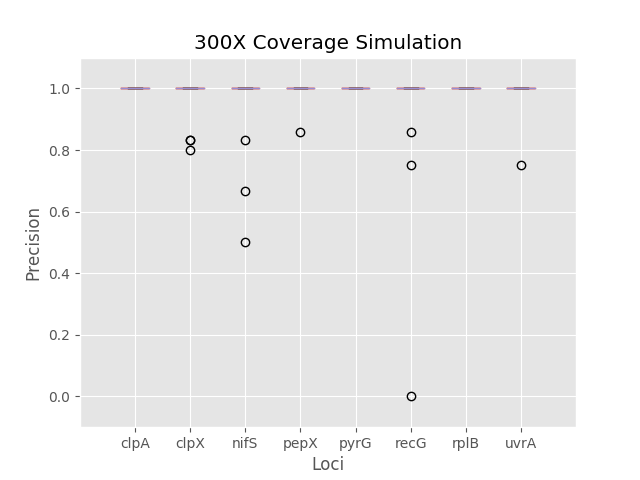 300X Coverage Simulation
Precision
1.0
0.8
0.6
0.4
0.2
0.0
clpA clpX nifS pepX pyrG recG rplB uvrA
Loci